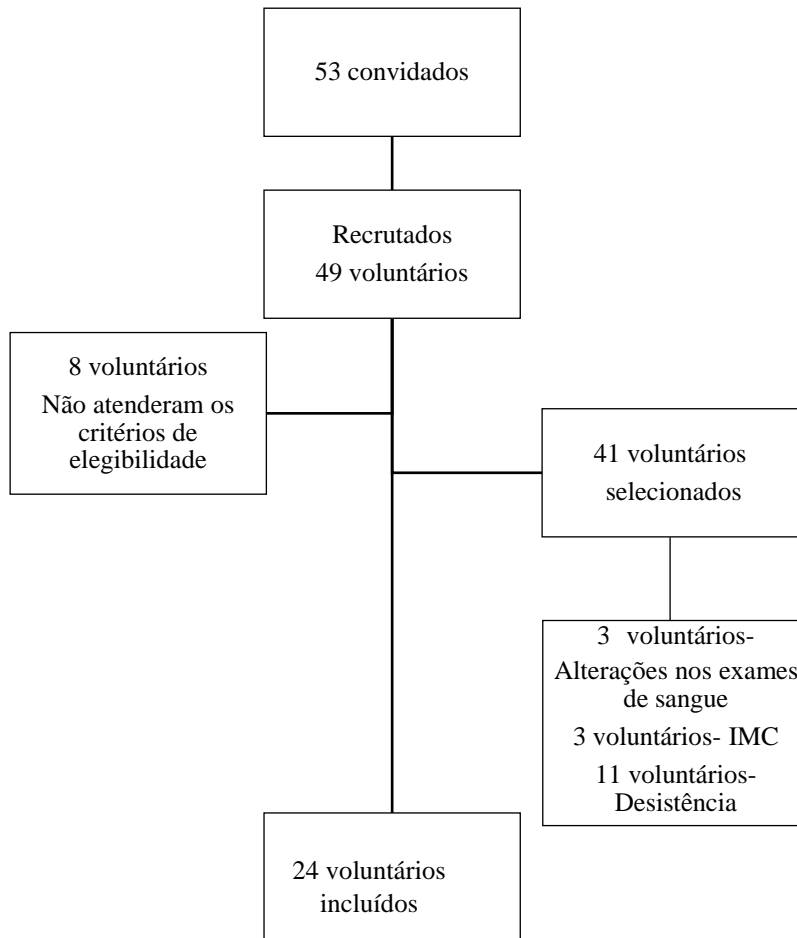 53 convidados
Recrutados
49 voluntários
8 voluntários
Não atenderam os
critérios de
elegibilidade
41 voluntários
selecionados
3 voluntários-
Alterações nos exames
de sangue
3 voluntários- IMC
11 voluntários-
Desistência
24 voluntários
incluídos